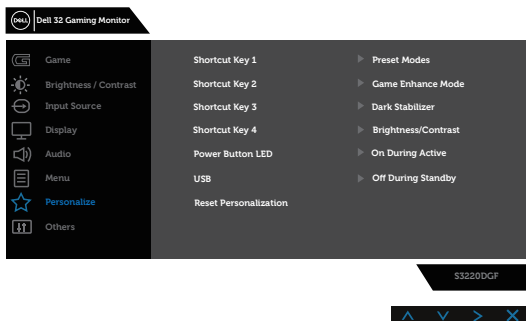 DELL Dell 32 Gaming Monitor
Game
Shortcut Key 1 Preset Modes
Brightness / Contrast Shortcut Key 2 Game Enhance Mode
Input Source Shortcut Key 3 Dark Stabilizer
Display Shortcut Key 4 Brightness/Contrast
Audio Power Button LED On During Active
Menu USB Off During Standby
Personalize Reset Personalization
Others
S3220DGF